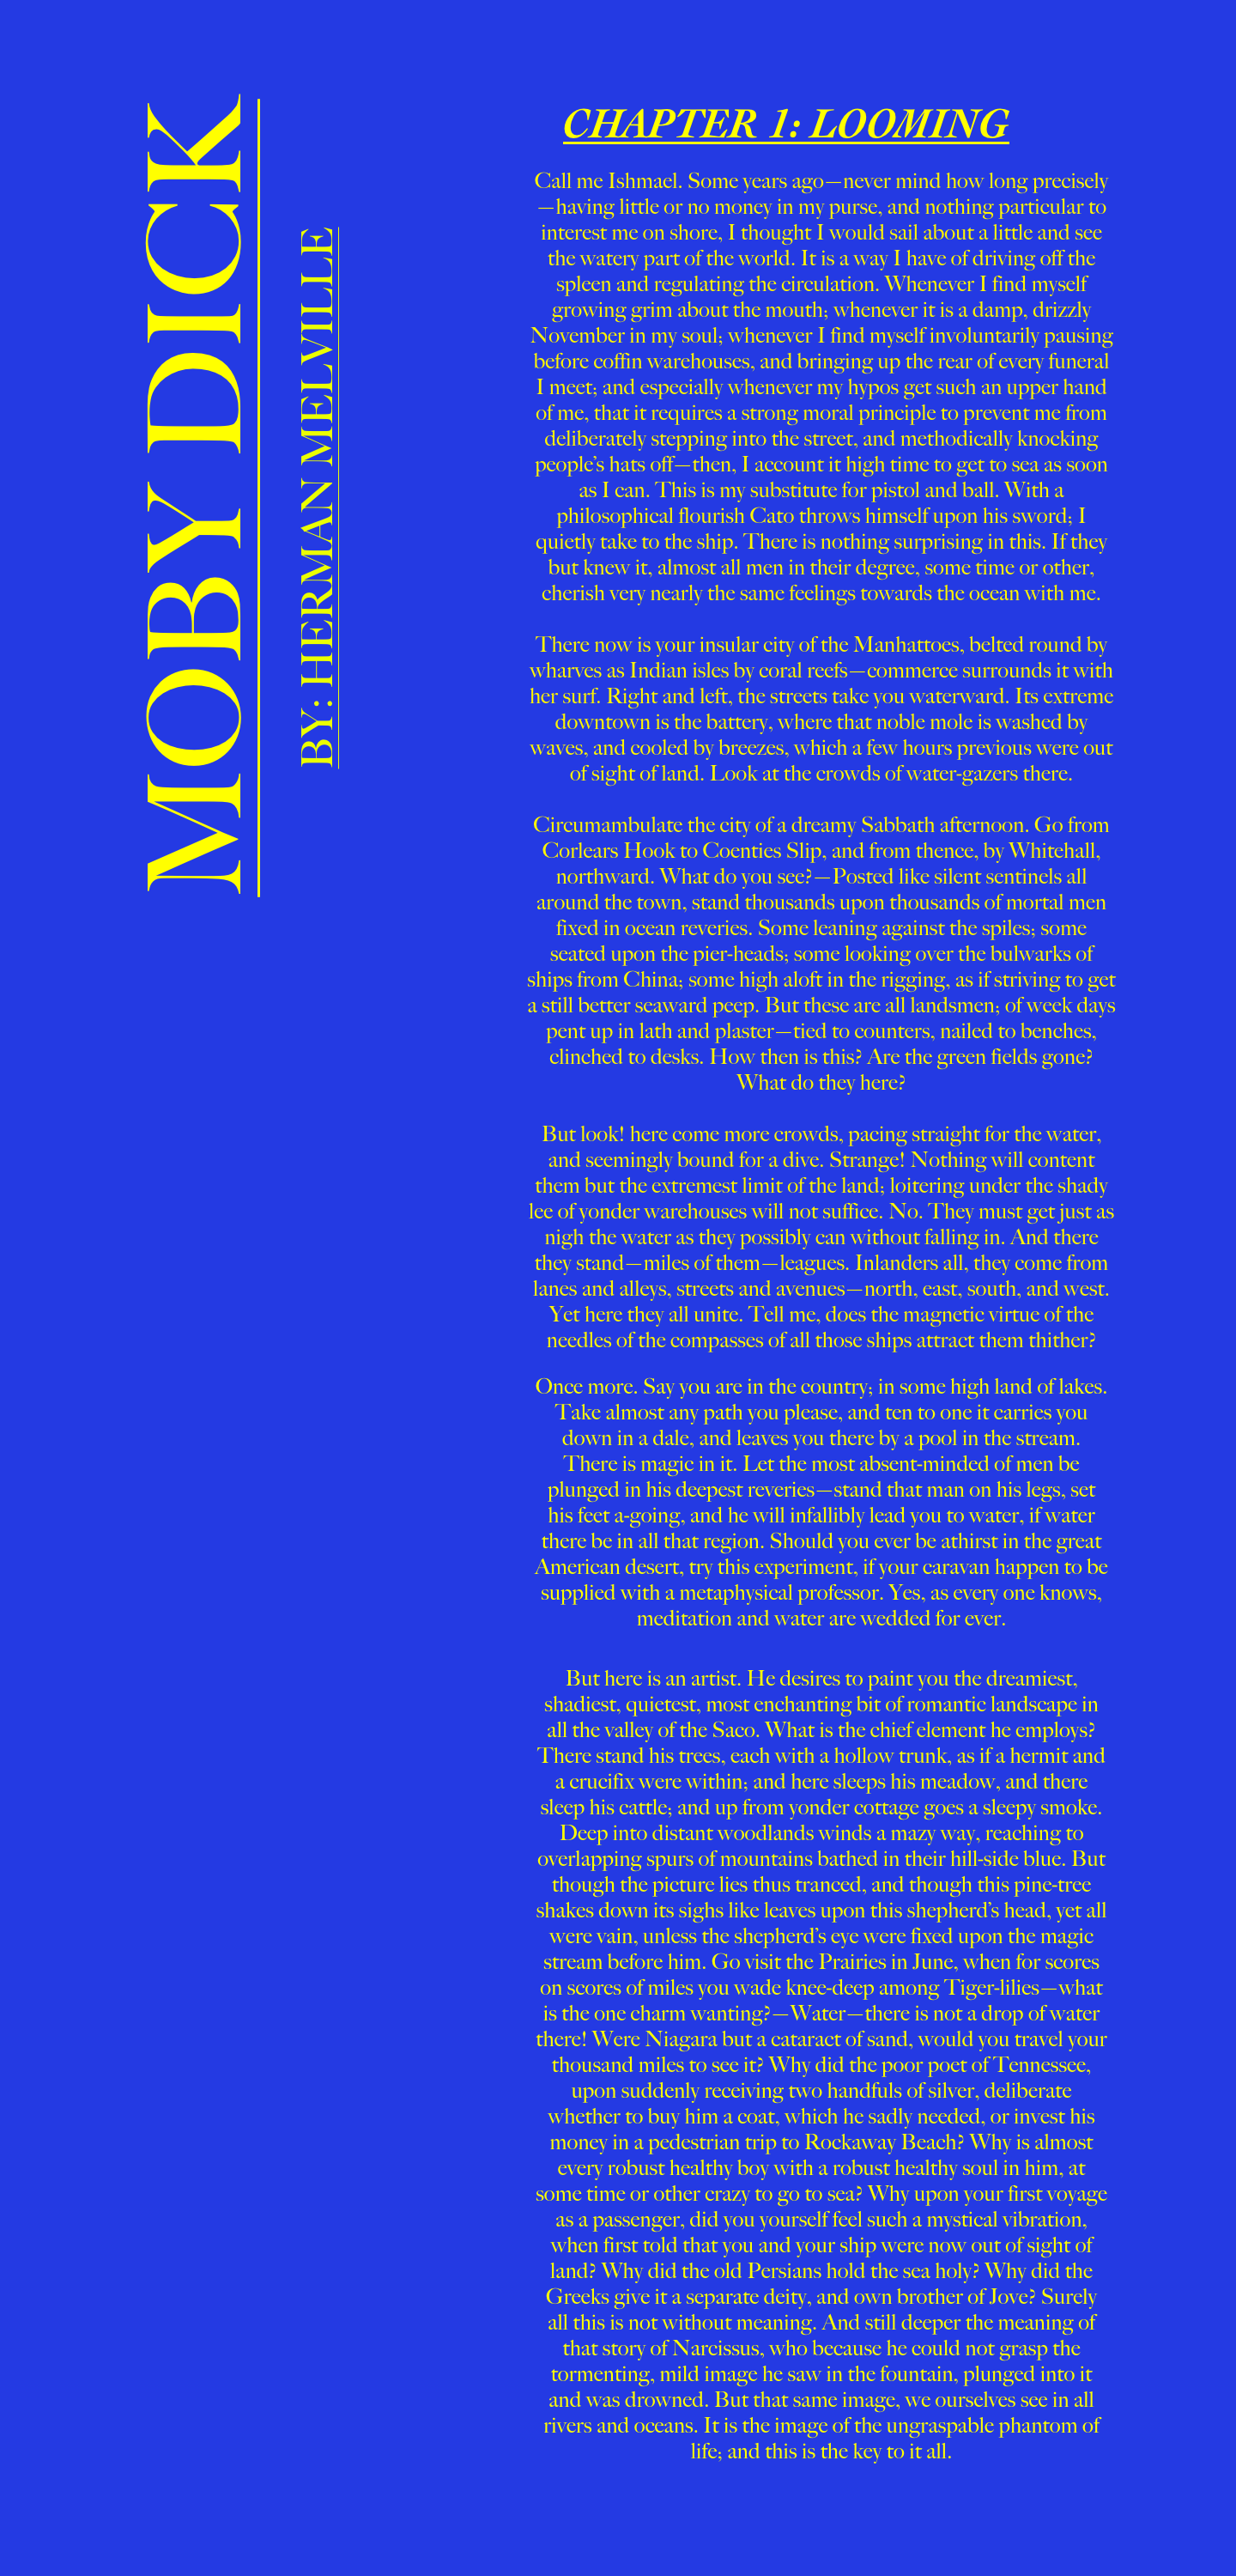 MOBY DICK
BY: HERMAN MELVILLE
CHAPTER 1: LOOMING
Call me Ishmael. Some years ago—never mind how long precisely
—having little or no money in my purse, and nothing particular to
interest me on shore, I thought I would sail about a little and see
the watery part of the world. It is a way I have of driving off the
spleen and regulating the circulation. Whenever I find myself
growing grim about the mouth; whenever it is a damp, drizzly
November in my soul; whenever I find myself involuntarily pausing
before coffin warehouses, and bringing up the rear of every funeral
I meet; and especially whenever my hypos get such an upper hand
of me, that it requires a strong moral principle to prevent me from
deliberately stepping into the street, and methodically knocking
people’s hats off—then, I account it high time to get to sea as soon
as I can. This is my substitute for pistol and ball. With a
philosophical flourish Cato throws himself upon his sword; I
quietly take to the ship. There is nothing surprising in this. If they
but knew it, almost all men in their degree, some time or other,
cherish very nearly the same feelings towards the ocean with me.
There now is your insular city of the Manhattoes, belted round by
wharves as Indian isles by coral reefs—commerce surrounds it with
her surf. Right and left, the streets take you waterward. Its extreme
downtown is the battery, where that noble mole is washed by
waves, and cooled by breezes, which a few hours previous were out
of sight of land. Look at the crowds of water-gazers there.
Circumambulate the city of a dreamy Sabbath afternoon. Go from
Corlears Hook to Coenties Slip, and from thence, by Whitehall,
northward. What do you see?—Posted like silent sentinels all
around the town, stand thousands upon thousands of mortal men
fixed in ocean reveries. Some leaning against the spiles; some
seated upon the pier-heads; some looking over the bulwarks of
ships from China; some high aloft in the rigging, as if striving to get
a still better seaward peep. But these are all landsmen; of week days
pent up in lath and plaster—tied to counters, nailed to benches,
clinched to desks. How then is this? Are the green fields gone?
What do they here?
But look! here come more crowds, pacing straight for the water,
and seemingly bound for a dive. Strange! Nothing will content
them but the extremest limit of the land; loitering under the shady
lee of yonder warehouses will not suffice. No. They must get just as
nigh the water as they possibly can without falling in. And there
they stand—miles of them—leagues. Inlanders all, they come from
lanes and alleys, streets and avenues—north, east, south, and west.
Yet here they all unite. Tell me, does the magnetic virtue of the
needles of the compasses of all those ships attract them thither?
Once more. Say you are in the country; in some high land of lakes.
Take almost any path you please, and ten to one it carries you
down in a dale, and leaves you there by a pool in the stream.
There is magic in it. Let the most absent-minded of men be
plunged in his deepest reveries—stand that man on his legs, set
his feet a-going, and he will infallibly lead you to water, if water
there be in all that region. Should you ever be athirst in the great
American desert, try this experiment, if your caravan happen to be
supplied with a metaphysical professor. Yes, as every one knows,
meditation and water are wedded for ever.
But here is an artist. He desires to paint you the dreamiest,
shadiest, quietest, most enchanting bit of romantic landscape in
all the valley of the Saco. What is the chief element he employs?
There stand his trees, each with a hollow trunk, as if a hermit and
a crucifix were within; and here sleeps his meadow, and there
sleep his cattle; and up from yonder cottage goes a sleepy smoke.
Deep into distant woodlands winds a mazy way, reaching to
overlapping spurs of mountains bathed in their hill-side blue. But
though the picture lies thus tranced, and though this pine-tree
shakes down its sighs like leaves upon this shepherd’s head, yet all
were vain, unless the shepherd’s eye were fixed upon the magic
stream before him. Go visit the Prairies in June, when for scores
on scores of miles you wade knee-deep among Tiger-lilies—what
is the one charm wanting?—Water—there is not a drop of water
there! Were Niagara but a cataract of sand, would you travel your
thousand miles to see it? Why did the poor poet of Tennessee,
upon suddenly receiving two handfuls of silver, deliberate
whether to buy him a coat, which he sadly needed, or invest his
money in a pedestrian trip to Rockaway Beach? Why is almost
every robust healthy boy with a robust healthy soul in him, at
some time or other crazy to go to sea? Why upon your first voyage
as a passenger, did you yourself feel such a mystical vibration,
when first told that you and your ship were now out of sight of
land? Why did the old Persians hold the sea holy? Why did the
Greeks give it a separate deity, and own brother of Jove? Surely
all this is not without meaning. And still deeper the meaning of
that story of Narcissus, who because he could not grasp the
tormenting, mild image he saw in the fountain, plunged into it
and was drowned. But that same image, we ourselves see in all
rivers and oceans. It is the image of the ungraspable phantom of
life; and this is the key to it all.